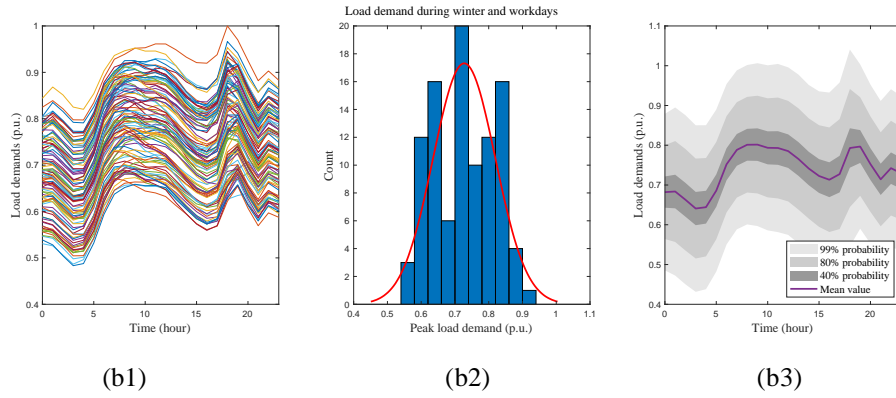 Load demand during winter and workdays
1
0.9
0.8
0.7
0.6
0.5
0.4
Load demands (p.u.)
0 5 10 15 20
Time (hour)
20
18
16
14
12
10
8
6
4
2
0
Count
0.4 0.5 0.6 0.7 0.8 0.9 1 1.1
Peak load demand (p.u.)
1.1
1
0.9
0.8
0.7
0.6
0.5
0.4
Load demands (p.u.)
99% probability
80% probability
40% probability
Mean value
0 5 10 15 20
Time (hour)
(b1) (b2) (b3)